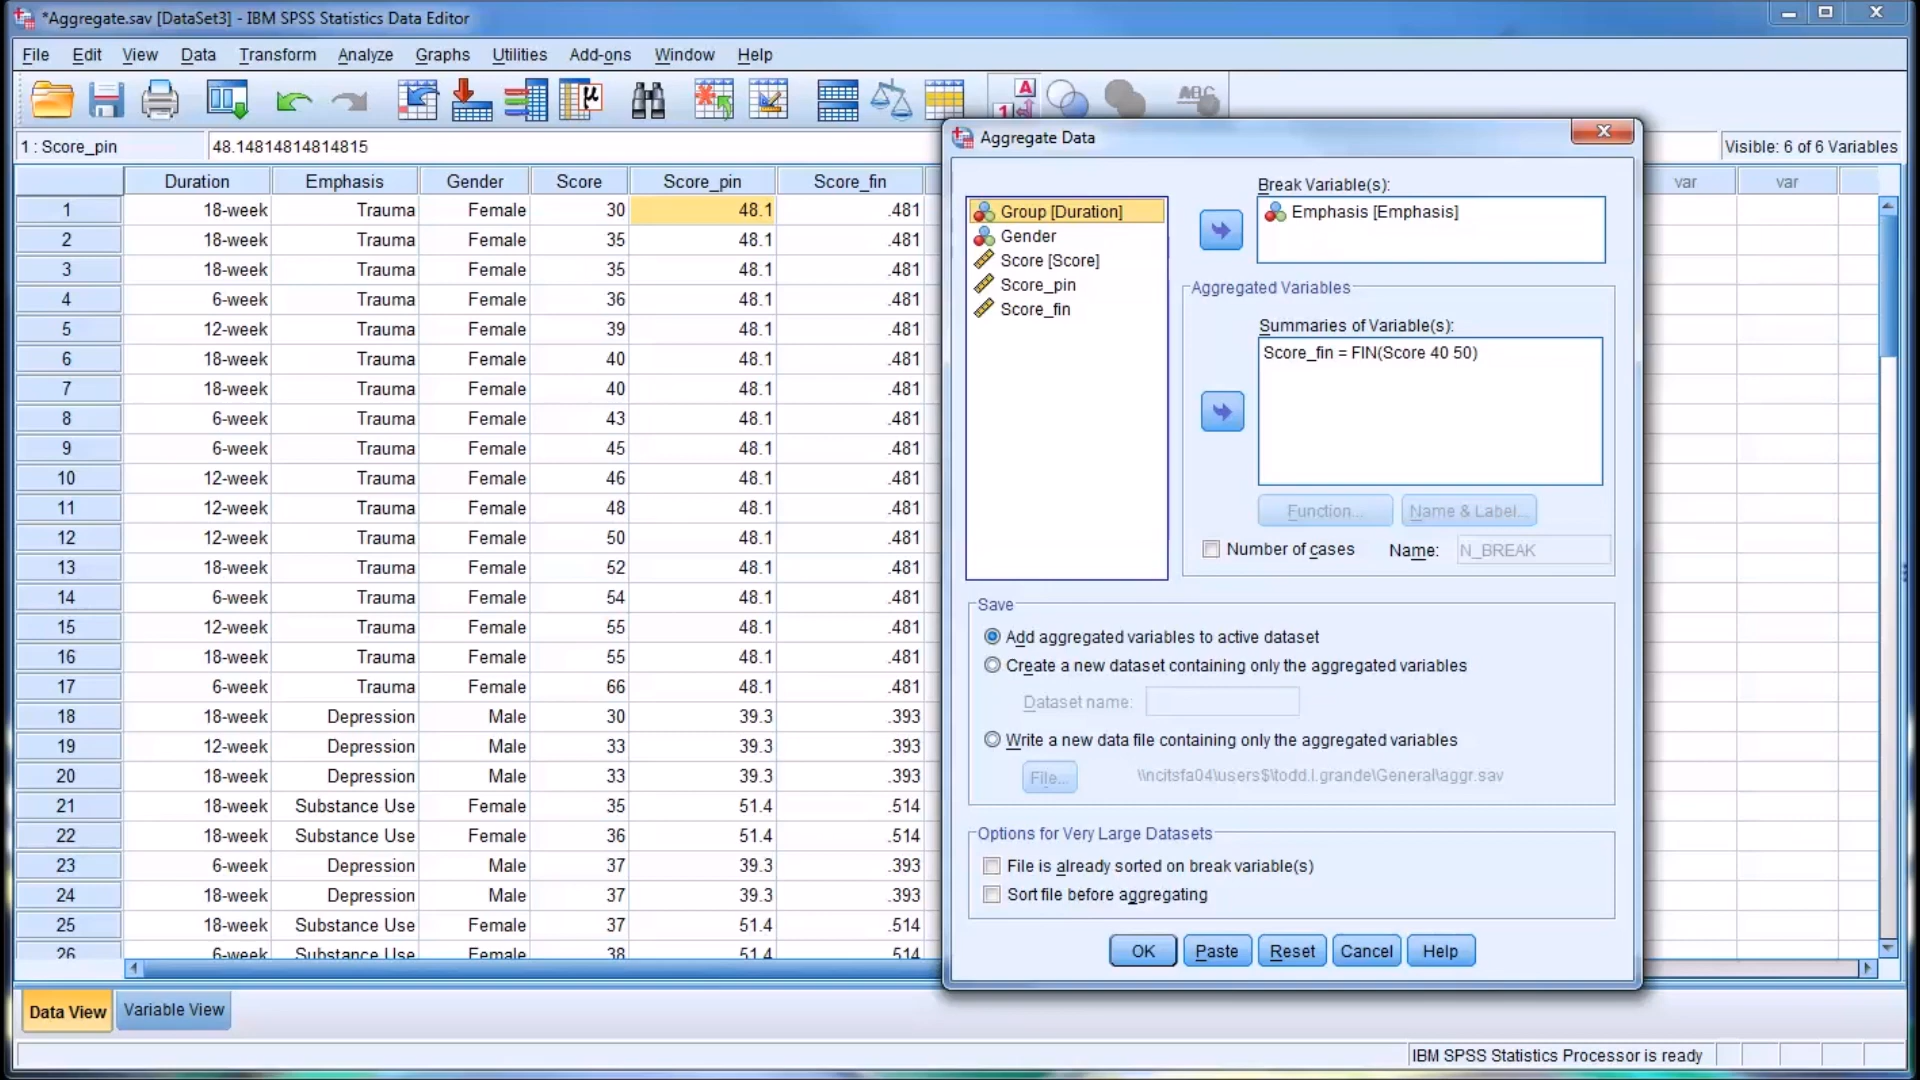 *Aggregate.sav [DataSet3] - IBM SPSS Statistics Data Editor
File Edit View Data Transform Analyze Graphs Utilities Add-ons Window Help
1 : Score_pin 48.14814814814815
Visible: 6 of 6 Variables
Duration Emphasis Gender Score Score_pin Score_fin var var
1 18-week Trauma Female 30 48.1 .481
2 18-week Trauma Female 35 48.1 .481
3 18-week Trauma Female 35 48.1 .481
4 6-week Trauma Female 36 48.1 .481
5 12-week Trauma Female 39 48.1 .481
6 18-week Trauma Female 40 48.1 .481
7 18-week Trauma Female 40 48.1 .481
8 6-week Trauma Female 43 48.1 .481
9 6-week Trauma Female 45 48.1 .481
10 12-week Trauma Female 46 48.1 .481
11 12-week Trauma Female 48 48.1 .481
12 12-week Trauma Female 50 48.1 .481
13 18-week Trauma Female 52 48.1 .481
14 6-week Trauma Female 54 48.1 .481
15 12-week Trauma Female 55 48.1 .481
16 18-week Trauma Female 55 48.1 .481
17 6-week Trauma Female 66 48.1 .481
18 18-week Depression Male 30 39.3 .393
19 12-week Depression Male 33 39.3 .393
20 18-week Depression Male 33 39.3 .393
21 18-week Substance Use Female 35 51.4 .514
22 18-week Substance Use Female 36 51.4 .514
23 6-week Depression Male 37 39.3 .393
24 18-week Depression Male 37 39.3 .393
25 18-week Substance Use Female 37 51.4 .514
26 6-week Substance Use Female 38 51.4 .514
Aggregate Data
Group [Duration]
Gender
Score [Score]
Score_pin
Score_fin
Break Variable(s):
Emphasis [Emphasis]
Aggregated Variables
Summaries of Variable(s):
Score_fin = FIN(Score 40 50)
Function... Name & Label...
Number of cases Name: N_BREAK
Save
Add aggregated variables to active dataset
Create a new dataset containing only the aggregated variables
Dataset name:
Write a new data file containing only the aggregated variables
File... \\ncitsfa04\users$\todd.l.grande\General\aggr.sav
Options for Very Large Datasets
File is already sorted on break variable(s)
Sort file before aggregating
OK Paste Reset Cancel Help
Data View Variable View
IBM SPSS Statistics Processor is ready